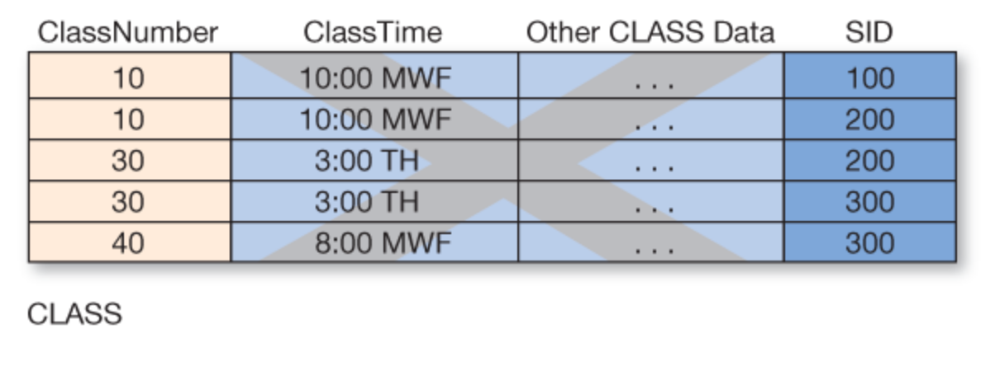 ClassNumber ClassTime Other CLASS Data SID
10 10:00 MWF . . . 100
10 10:00 MWF . . . 200
30 3:00 TH . . . 200
30 3:00 TH . . . 300
40 8:00 MWF . . . 300
CLASS